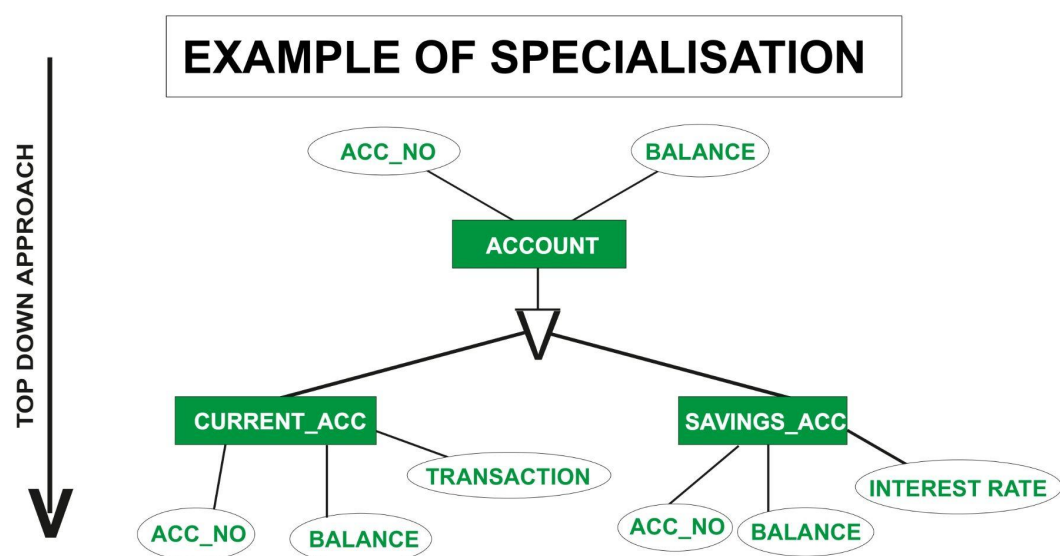 EXAMPLE OF SPECIALISATION
TOP DOWN APPROACH
ACC_NO
BALANCE
ACCOUNT
CURRENT_ACC
SAVINGS_ACC
TRANSACTION
INTEREST RATE
ACC_NO
BALANCE
ACC_NO
BALANCE